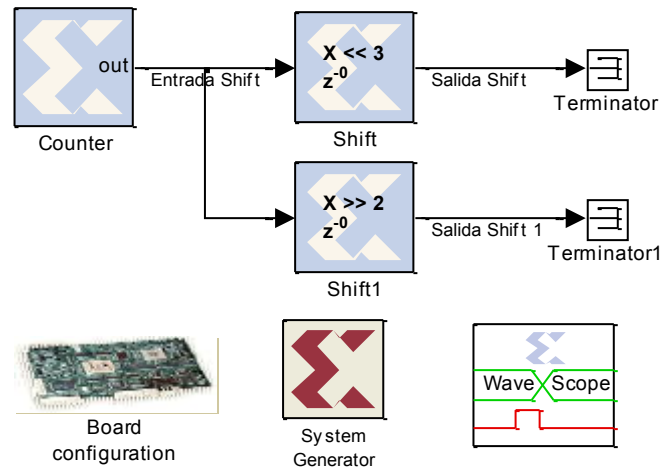 out
Counter
Entrada Shift
X << 3
z-0
Shift
Salida Shift
Terminator
X >> 2
z-0
Shift1
Salida Shift 1
Terminator1
Board
configuration
System
Generator
Wave Scope